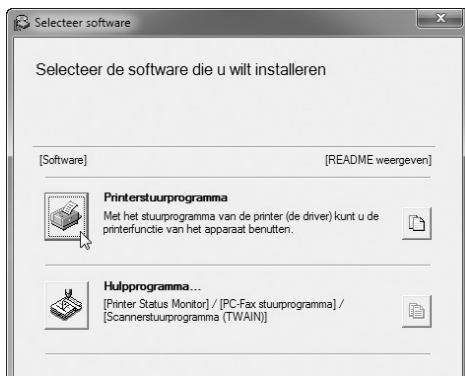 Selecteer software
Selecteer de software die u wilt installeren
[Software] [README weergeven]
Printerstuurprogramma
Met het stuurprogramma van de printer (de driver) kunt u de
printerfunctie van het apparaat benutten.
Hulpprogramma...
[Printer Status Monitor] / [PC-Fax stuurprogramma] /
[Scannerstuurprogramma (TWAIN)]